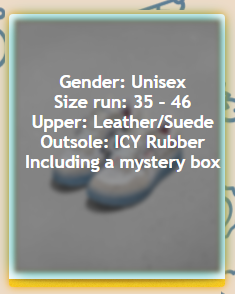 Gender: Unisex
Size run: 35 – 46
Upper: Leather/Suede
Outsole: ICY Rubber
Including a mystery box